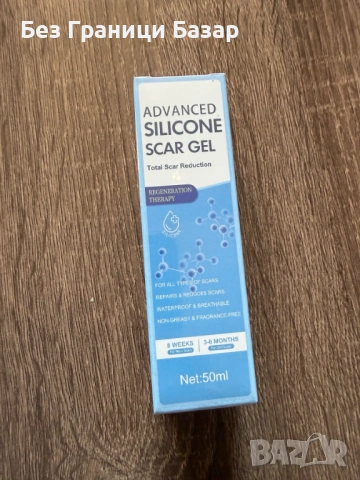 Без Граници Базар
ADVANCED
SILICONE
SCAR GEL
Total Scar Reduction
REGENERATION
THERAPY
FOR ALL TYPES OF SCARS
REPAIRS & REDUCES SCARS
WATERPROOF & BREATHABLE
NON-GREASY & FRAGRANCE FREE
8 WEEKS
3-6 MONTHS
Net:50ml
BAZAR